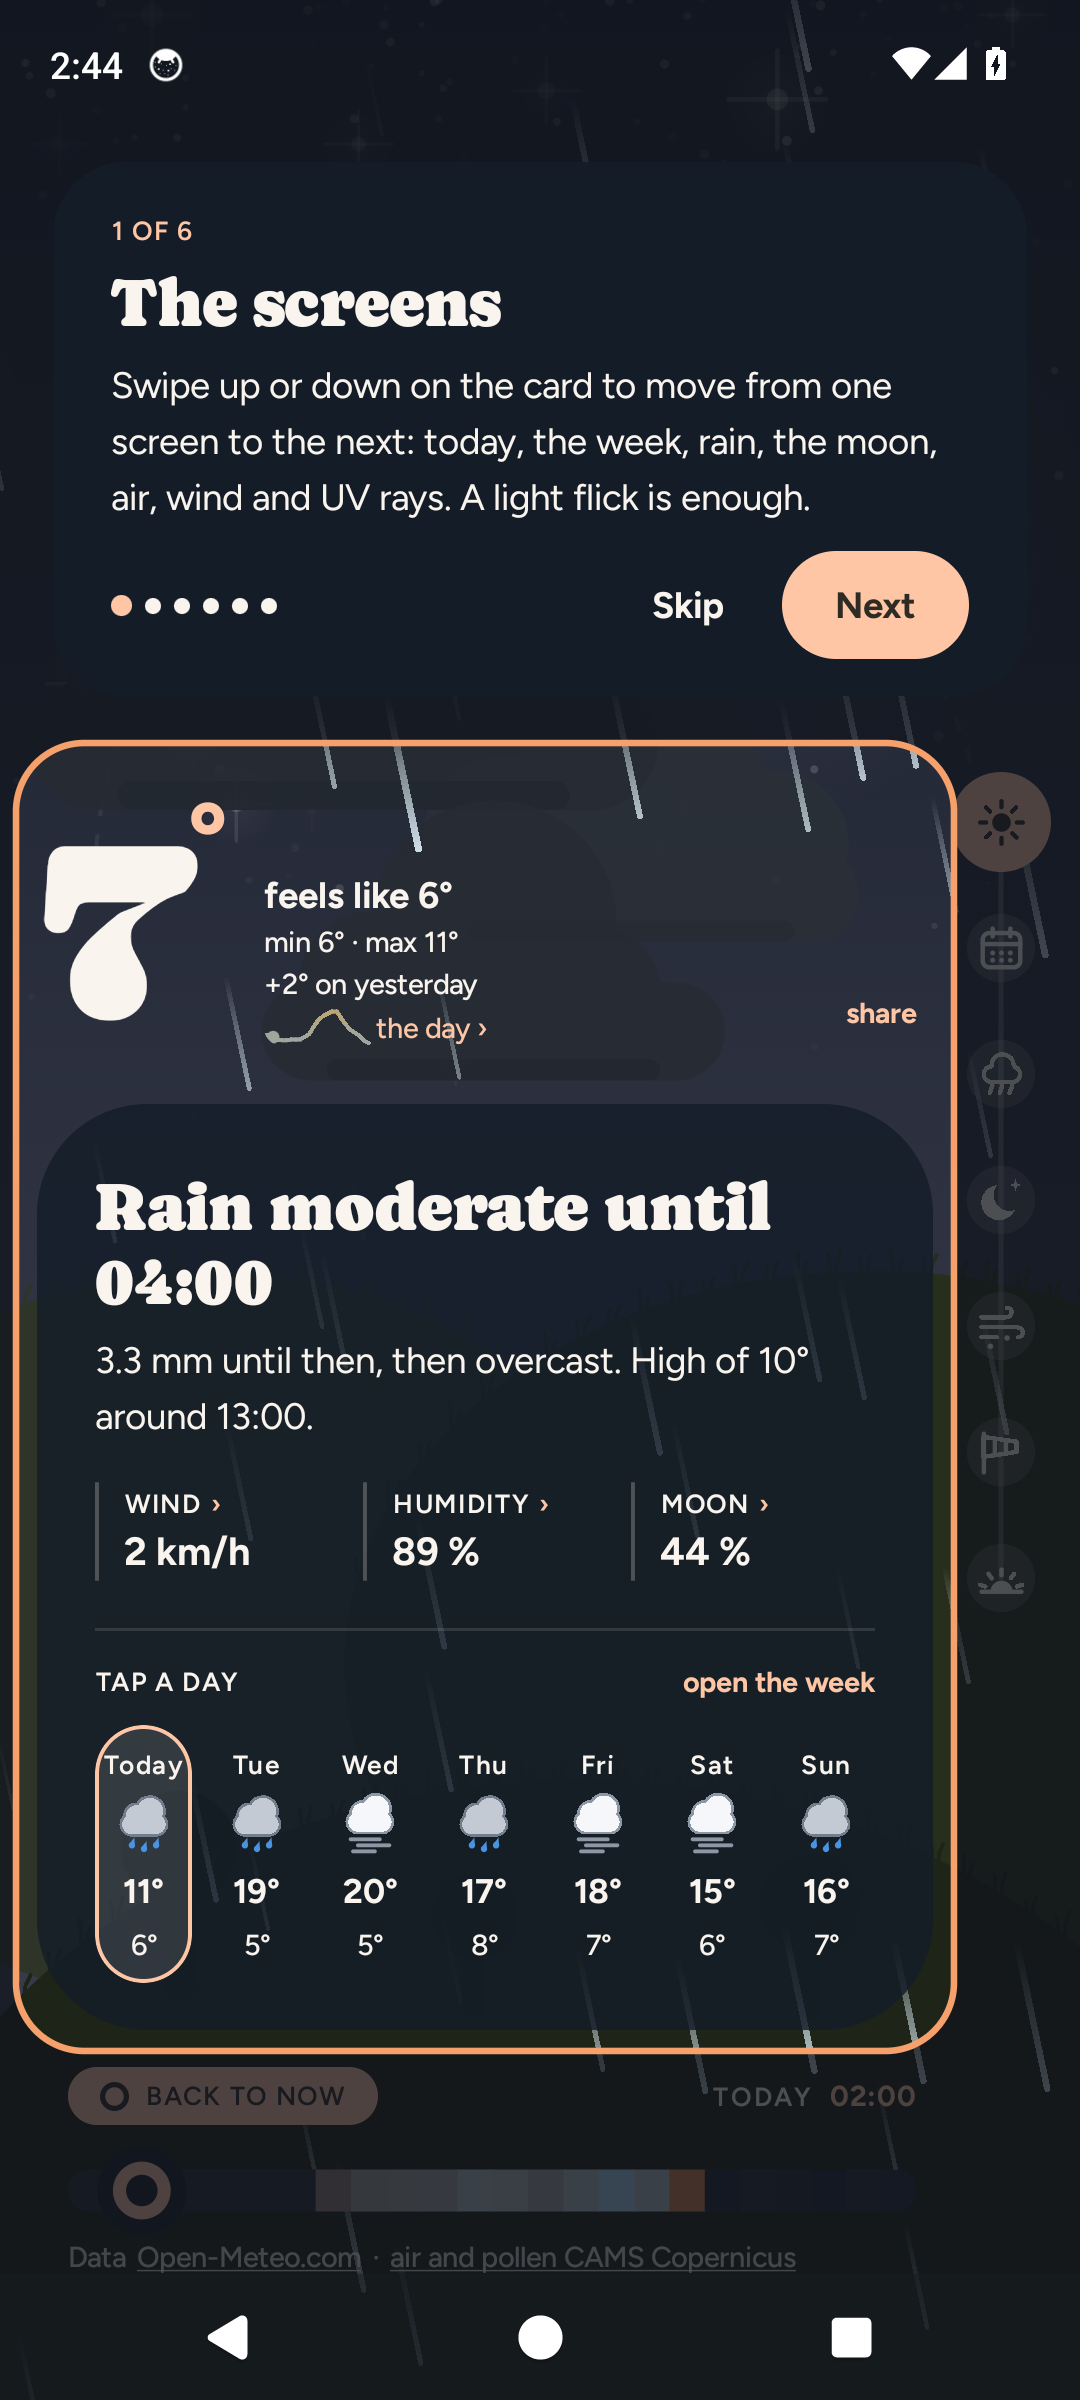 2:44
1 OF 6
The screens
Swipe up or down on the card to move from one
screen to the next: today, the week, rain, the moon,
air, wind and UV rays. A light flick is enough.
Skip
Next
7°
feels like 6°
min 6° · max 11°
+2° on yesterday
the day ›
share
Rain moderate until
04:00
3.3 mm until then, then overcast. High of 10°
around 13:00.
WIND › HUMIDITY › MOON ›
2 km/h 89 % 44 %
TAP A DAY open the week
Today Tue Wed Thu Fri Sat Sun
11° 19° 20° 17° 18° 15° 16°
6° 5° 5° 8° 7° 6° 7°
BACK TO NOW TODAY 02:00
Data Open-Meteo.com · air and pollen CAMS Copernicus